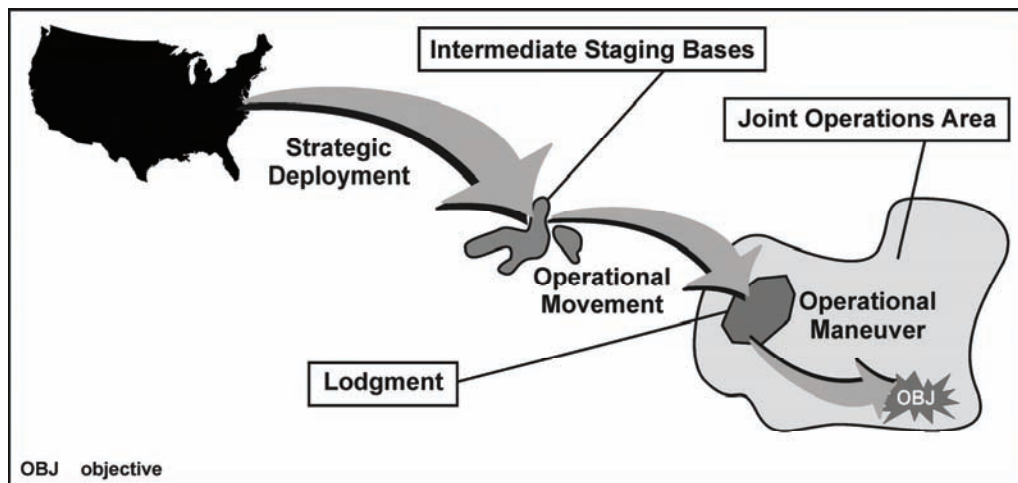 Intermediate Staging Bases
Joint Operations Area
Strategic
Deployment
Operational
Movement
Operational
Maneuver
Lodgment
OBJ
OBJ objective